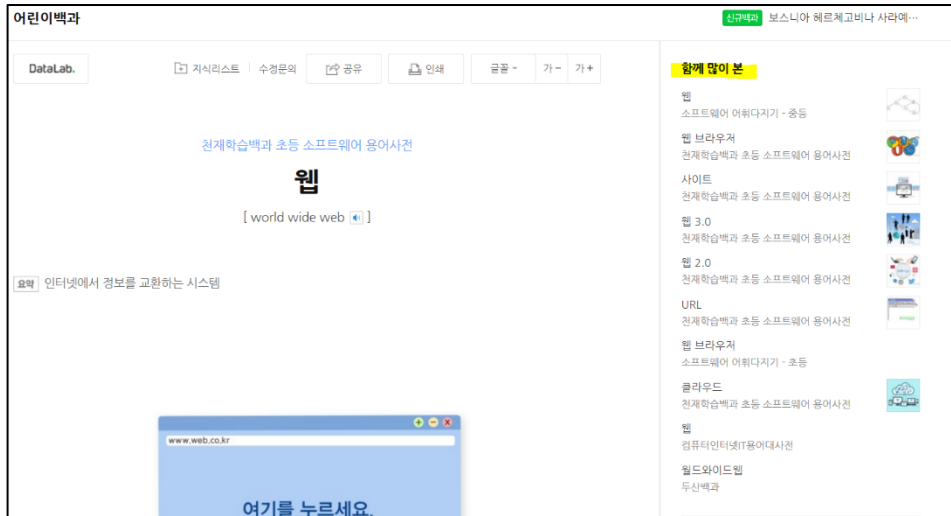 어린이백과
신규백과 보스니아 헤르체고비나 사라예…
DataLab.
지식리스트
수정문의
공유
인쇄
글꼴
가 −
가 +
천재학습백과 초등 소프트웨어 용어사전
웹
[ world wide web ]
요약 인터넷에서 정보를 교환하는 시스템
www.web.co.kr
여기를 누르세요.
함께 많이 본
웹
소프트웨어 어휘다지기 - 중등
웹 브라우저
천재학습백과 초등 소프트웨어 용어사전
사이트
천재학습백과 초등 소프트웨어 용어사전
웹 3.0
천재학습백과 초등 소프트웨어 용어사전
웹 2.0
천재학습백과 초등 소프트웨어 용어사전
URL
천재학습백과 초등 소프트웨어 용어사전
웹 브라우저
소프트웨어 어휘다지기 - 초등
클라우드
천재학습백과 초등 소프트웨어 용어사전
웹
컴퓨터인터넷IT용어대사전
월드와이드웹
두산백과